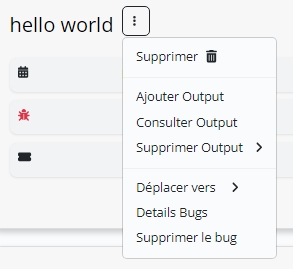 hello world
Supprimer
Ajouter Output
Consulter Output
Supprimer Output
Déplacer vers
Details Bugs
Supprimer le bug